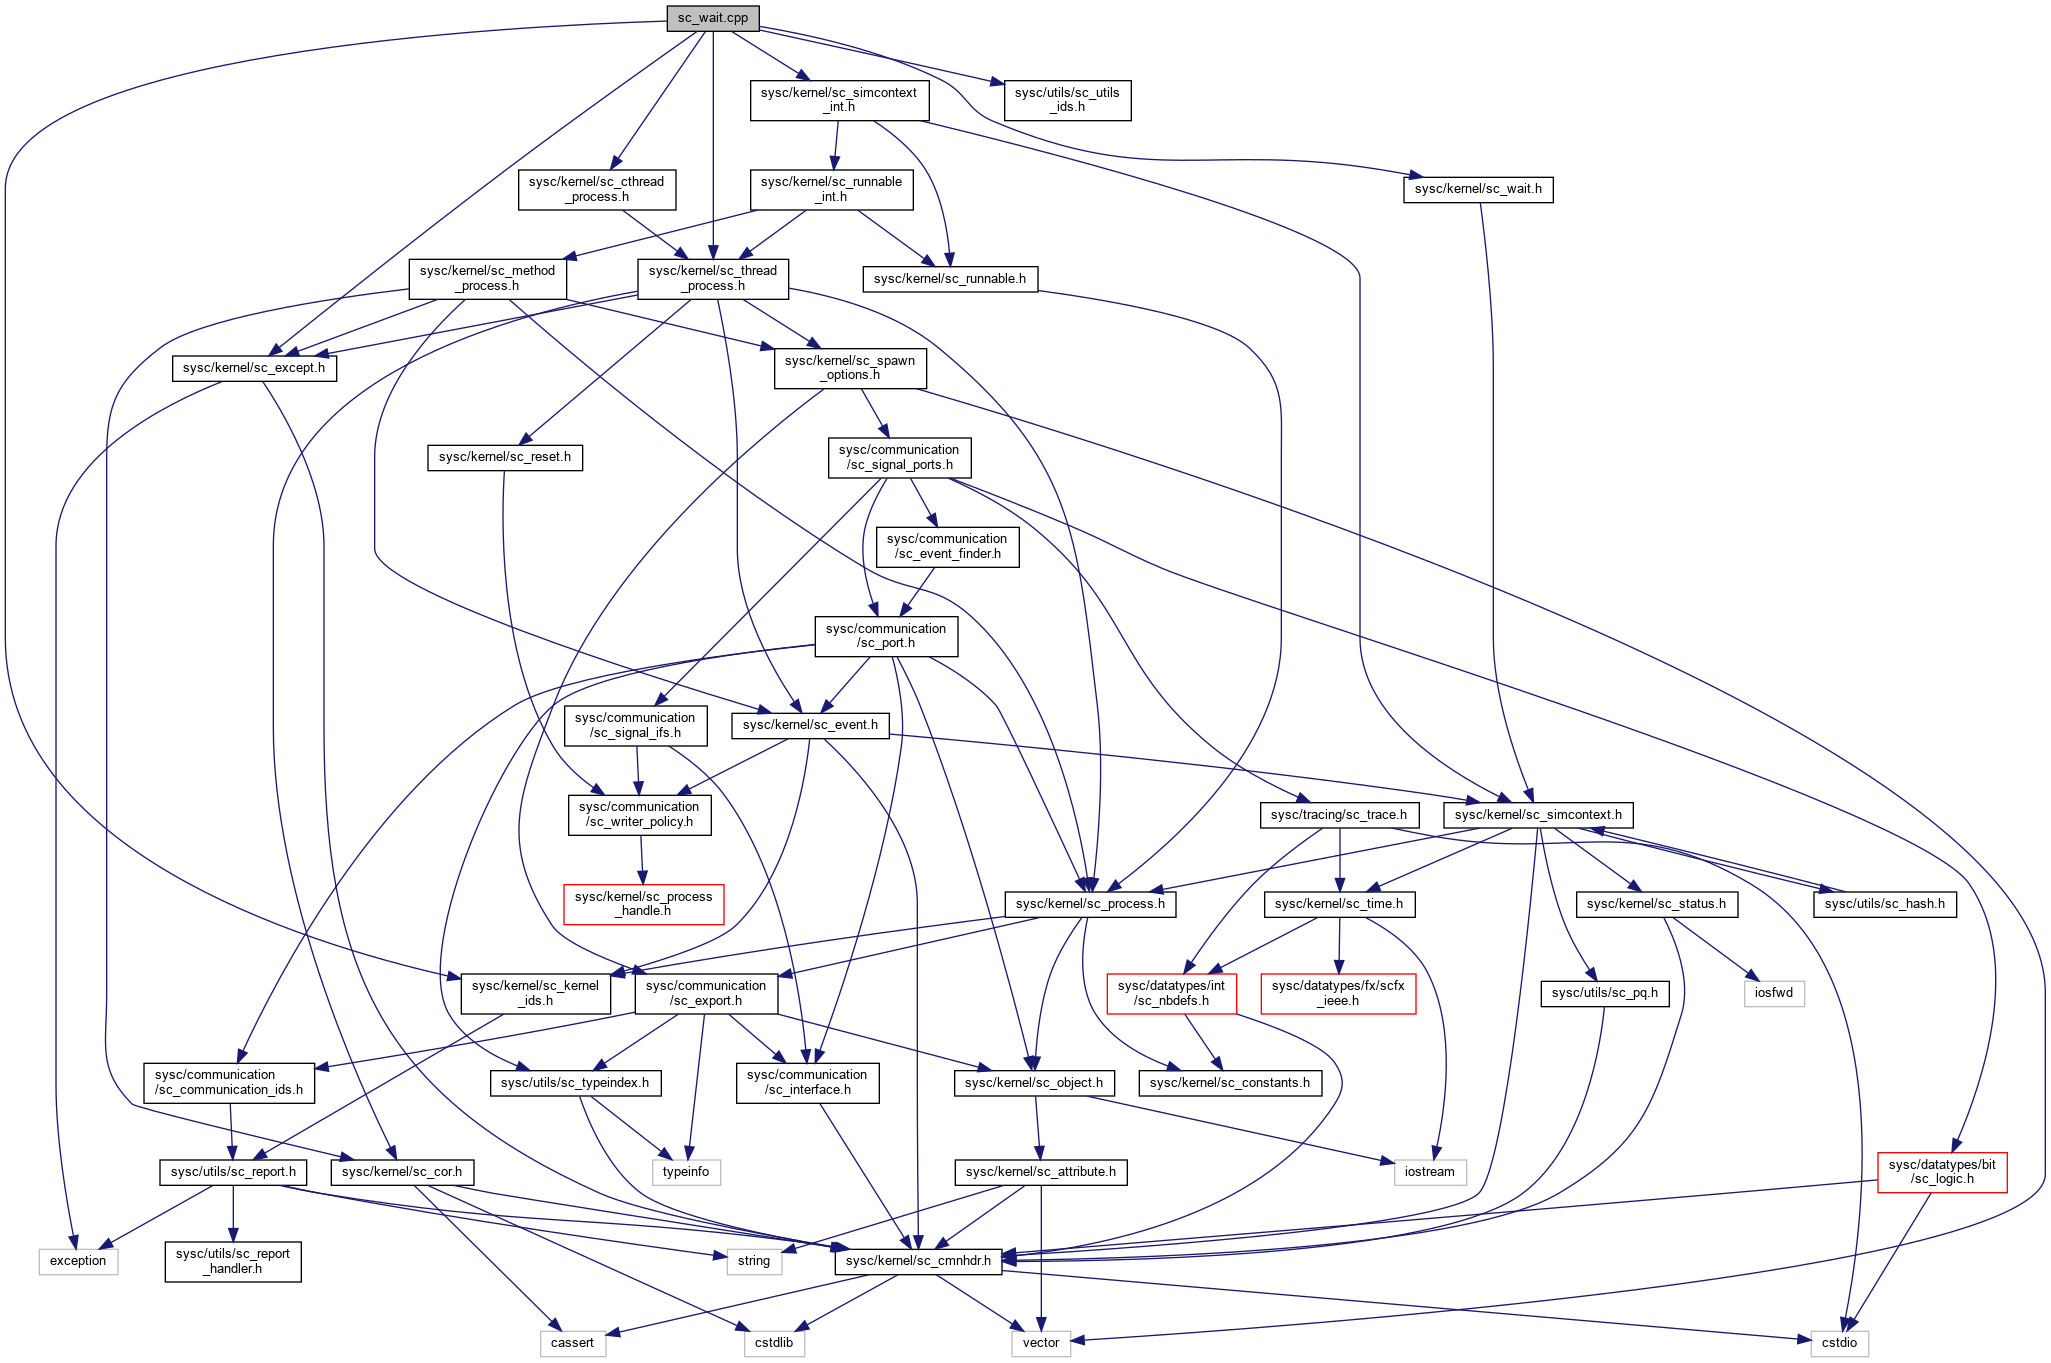 sc_wait.cpp
sysc/kernel/sc_simcontext
_int.h
sysc/utils/sc_utils
_ids.h
sysc/kernel/sc_cthread
_process.h
sysc/kernel/sc_runnable
_int.h
sysc/kernel/sc_wait.h
sysc/kernel/sc_method
_process.h
sysc/kernel/sc_thread
_process.h
sysc/kernel/sc_runnable.h
sysc/kernel/sc_except.h
sysc/kernel/sc_spawn
_options.h
sysc/kernel/sc_reset.h
sysc/communication
/sc_signal_ports.h
sysc/communication
/sc_event_finder.h
sysc/communication
/sc_port.h
sysc/communication
/sc_signal_ifs.h
sysc/kernel/sc_event.h
sysc/communication
/sc_writer_policy.h
sysc/tracing/sc_trace.h
sysc/kernel/sc_simcontext.h
sysc/kernel/sc_process
_handle.h
sysc/kernel/sc_process.h
sysc/kernel/sc_time.h
sysc/kernel/sc_status.h
sysc/utils/sc_hash.h
sysc/kernel/sc_kernel
_ids.h
sysc/communication
/sc_export.h
sysc/datatypes/int
/sc_nbdefs.h
sysc/datatypes/fx/scfx
_ieee.h
sysc/utils/sc_pq.h
iosfwd
sysc/communication
/sc_communication_ids.h
sysc/utils/sc_typeindex.h
sysc/communication
/sc_interface.h
sysc/kernel/sc_object.h
sysc/kernel/sc_constants.h
sysc/utils/sc_report.h
sysc/kernel/sc_cor.h
typeinfo
sysc/kernel/sc_attribute.h
iostream
sysc/datatypes/bit
/sc_logic.h
exception
sysc/utils/sc_report
_handler.h
string
sysc/kernel/sc_cmnhdr.h
cassert
cstdlib
vector
cstdio